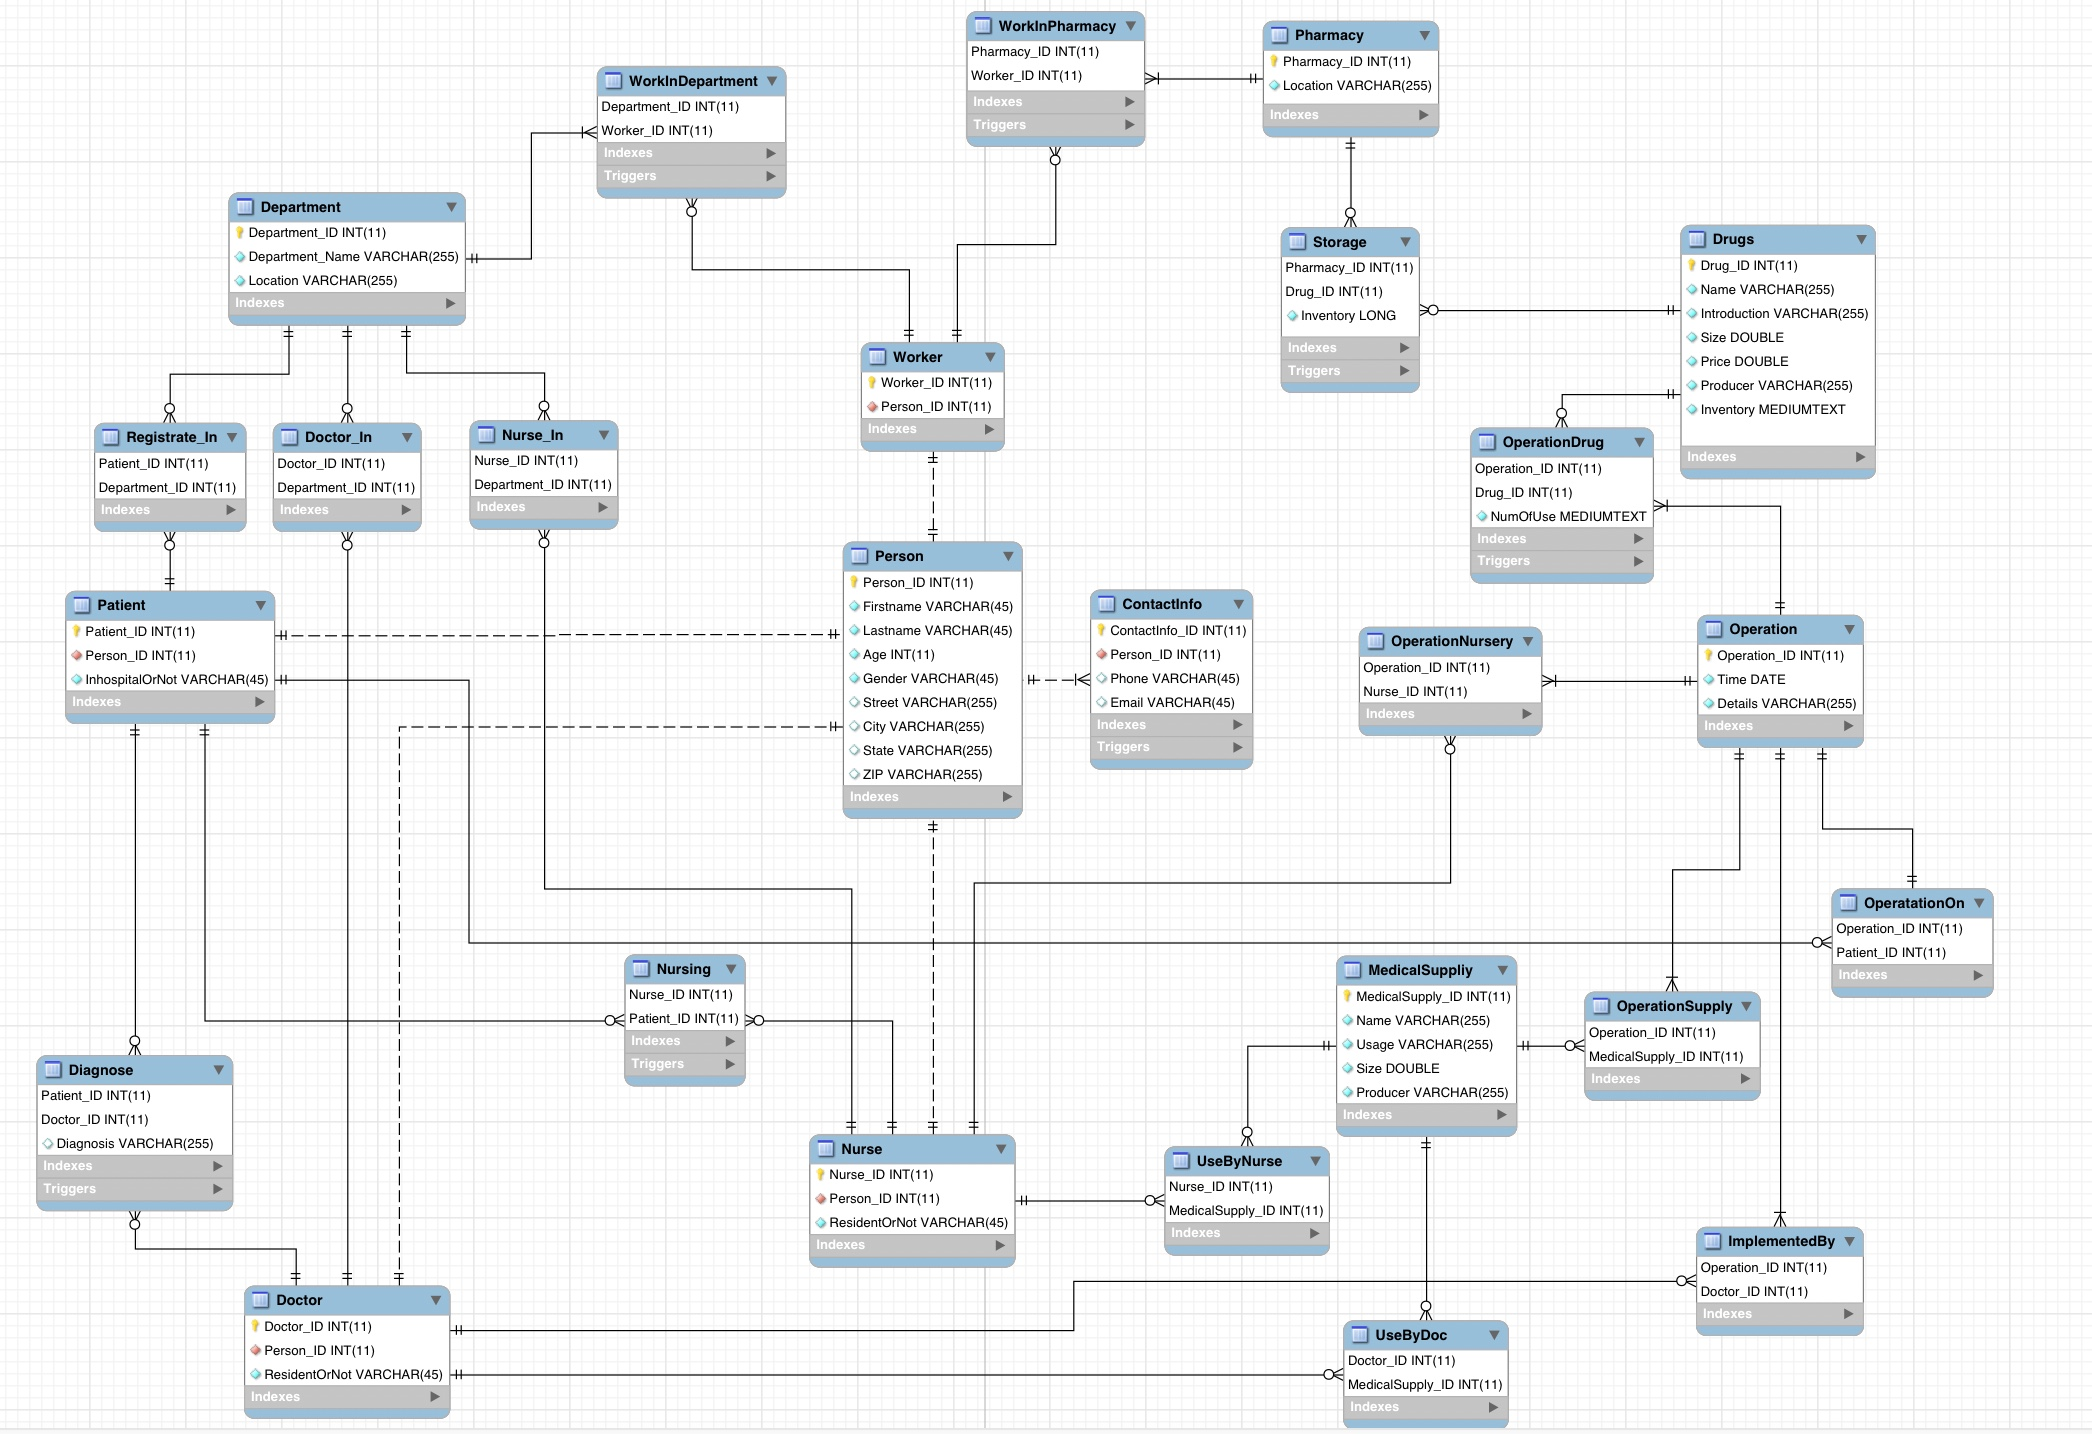 WorkInPharmacy
Pharmacy_ID INT(11)
Worker_ID INT(11)
Indexes
Triggers
Pharmacy
Pharmacy_ID INT(11)
Location VARCHAR(255)
Indexes
WorkInDepartment
Department_ID INT(11)
Worker_ID INT(11)
Indexes
Triggers
Department
Department_ID INT(11)
Department_Name VARCHAR(255)
Location VARCHAR(255)
Indexes
Storage
Pharmacy_ID INT(11)
Drug_ID INT(11)
Inventory LONG
Indexes
Triggers
Drugs
Drug_ID INT(11)
Name VARCHAR(255)
Introduction VARCHAR(255)
Size DOUBLE
Price DOUBLE
Producer VARCHAR(255)
Inventory MEDIUMTEXT
Indexes
Worker
Worker_ID INT(11)
Person_ID INT(11)
Indexes
Registrate_In
Patient_ID INT(11)
Department_ID INT(11)
Indexes
Doctor_In
Doctor_ID INT(11)
Department_ID INT(11)
Indexes
Nurse_In
Nurse_ID INT(11)
Department_ID INT(11)
Indexes
OperationDrug
Operation_ID INT(11)
Drug_ID INT(11)
NumOfUse MEDIUMTEXT
Indexes
Triggers
Person
Person_ID INT(11)
Firstname VARCHAR(45)
Lastname VARCHAR(45)
Age INT(11)
Gender VARCHAR(45)
Street VARCHAR(255)
City VARCHAR(255)
State VARCHAR(255)
ZIP VARCHAR(255)
Indexes
Patient
Patient_ID INT(11)
Person_ID INT(11)
InhospitalOrNot VARCHAR(45)
Indexes
ContactInfo
ContactInfo_ID INT(11)
Person_ID INT(11)
Phone VARCHAR(45)
Email VARCHAR(45)
Indexes
Triggers
OperationNursery
Operation_ID INT(11)
Nurse_ID INT(11)
Indexes
Operation
Operation_ID INT(11)
Time DATE
Details VARCHAR(255)
Indexes
OperatationOn
Operation_ID INT(11)
Patient_ID INT(11)
Indexes
Nursing
Nurse_ID INT(11)
Patient_ID INT(11)
Indexes
Triggers
MedicalSuppliy
MedicalSupply_ID INT(11)
Name VARCHAR(255)
Usage VARCHAR(255)
Size DOUBLE
Producer VARCHAR(255)
Indexes
OperationSupply
Operation_ID INT(11)
MedicalSupply_ID INT(11)
Indexes
Diagnose
Patient_ID INT(11)
Doctor_ID INT(11)
Diagnosis VARCHAR(255)
Indexes
Triggers
Nurse
Nurse_ID INT(11)
Person_ID INT(11)
ResidentOrNot VARCHAR(45)
Indexes
UseByNurse
Nurse_ID INT(11)
MedicalSupply_ID INT(11)
Indexes
ImplementedBy
Operation_ID INT(11)
Doctor_ID INT(11)
Indexes
Doctor
Doctor_ID INT(11)
Person_ID INT(11)
ResidentOrNot VARCHAR(45)
Indexes
UseByDoc
Doctor_ID INT(11)
MedicalSupply_ID INT(11)
Indexes